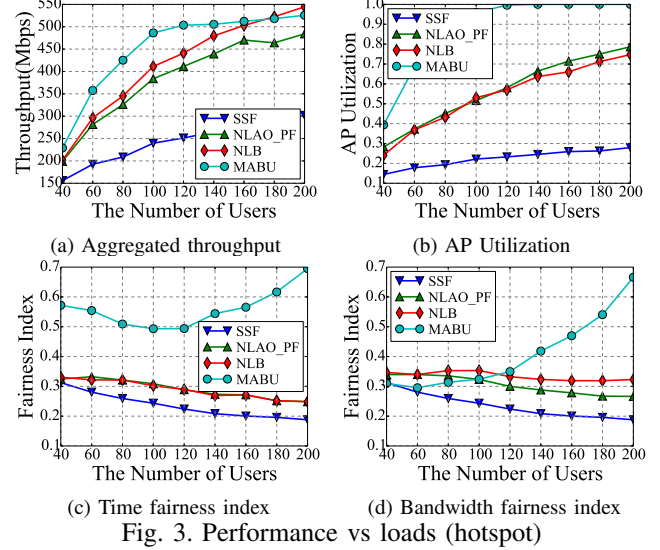 550
500
450
400
350
300
250
200
150
Throughput(Mbps)
SSF
NLAO_PF
NLB
MABU
40 60 80 100 120 140 160 180 200
The Number of Users
(a) Aggregated throughput
1.0
0.9
0.8
0.7
0.6
0.5
0.4
0.3
0.2
0.1
AP Utilization
SSF
NLAO_PF
NLB
MABU
40 60 80 100 120 140 160 180 200
The Number of Users
(b) AP Utilization
0.7
0.6
0.5
0.4
0.3
0.2
0.1
Fairness Index
SSF
NLAO_PF
NLB
MABU
40 60 80 100 120 140 160 180 200
The Number of Users
(c) Time fairness index
0.7
0.6
0.5
0.4
0.3
0.2
0.1
Fairness Index
SSF
NLAO_PF
NLB
MABU
40 60 80 100 120 140 160 180 200
The Number of Users
(d) Bandwidth fairness index
Fig. 3. Performance vs loads (hotspot)